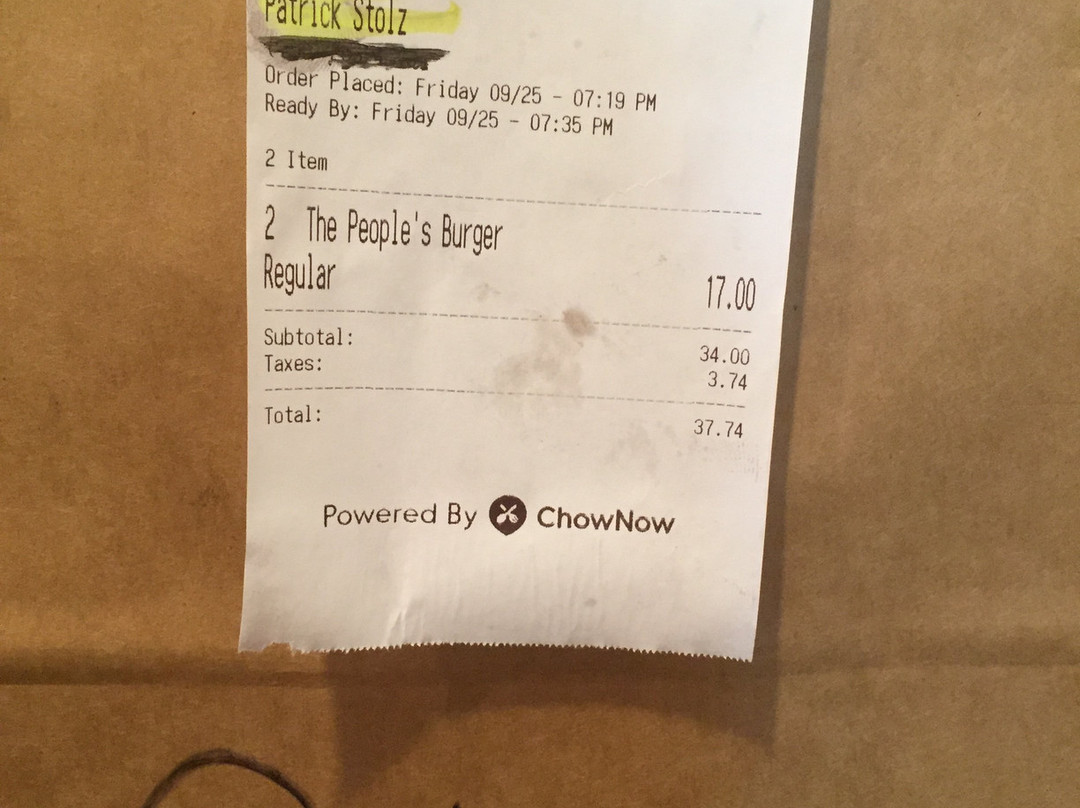 Patrick Stolz
Order Placed: Friday 09/25 - 07:19 PM
Ready By: Friday 09/25 - 07:35 PM
2 Item
2 The People's Burger
Regular 17.00
Subtotal: 34.00
Taxes: 3.74
Total: 37.74
Powered By ChowNow